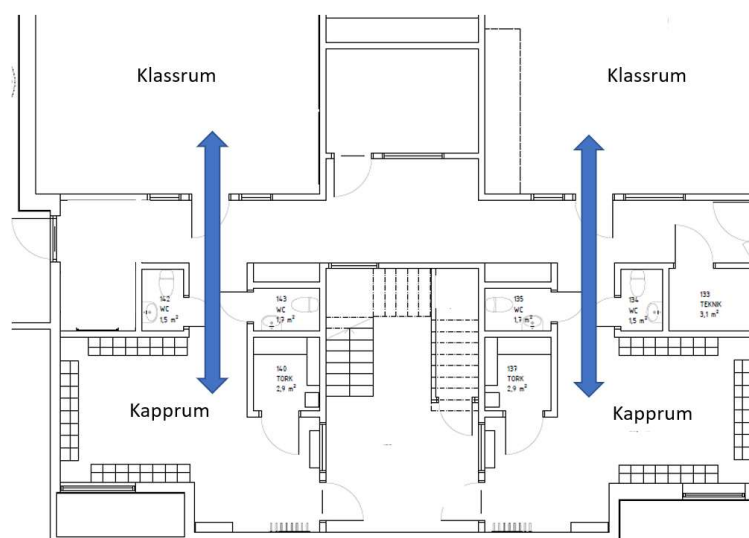 Klassrum
Klassrum
142
WC
1,5 m²
143
WC
1,7 m²
135
WC
1,7 m²
134
WC
1,5 m²
133
TEKNIK
3,1 m²
140
TORK
2,9 m²
137
TORK
2,9 m²
Kapprum
Kapprum